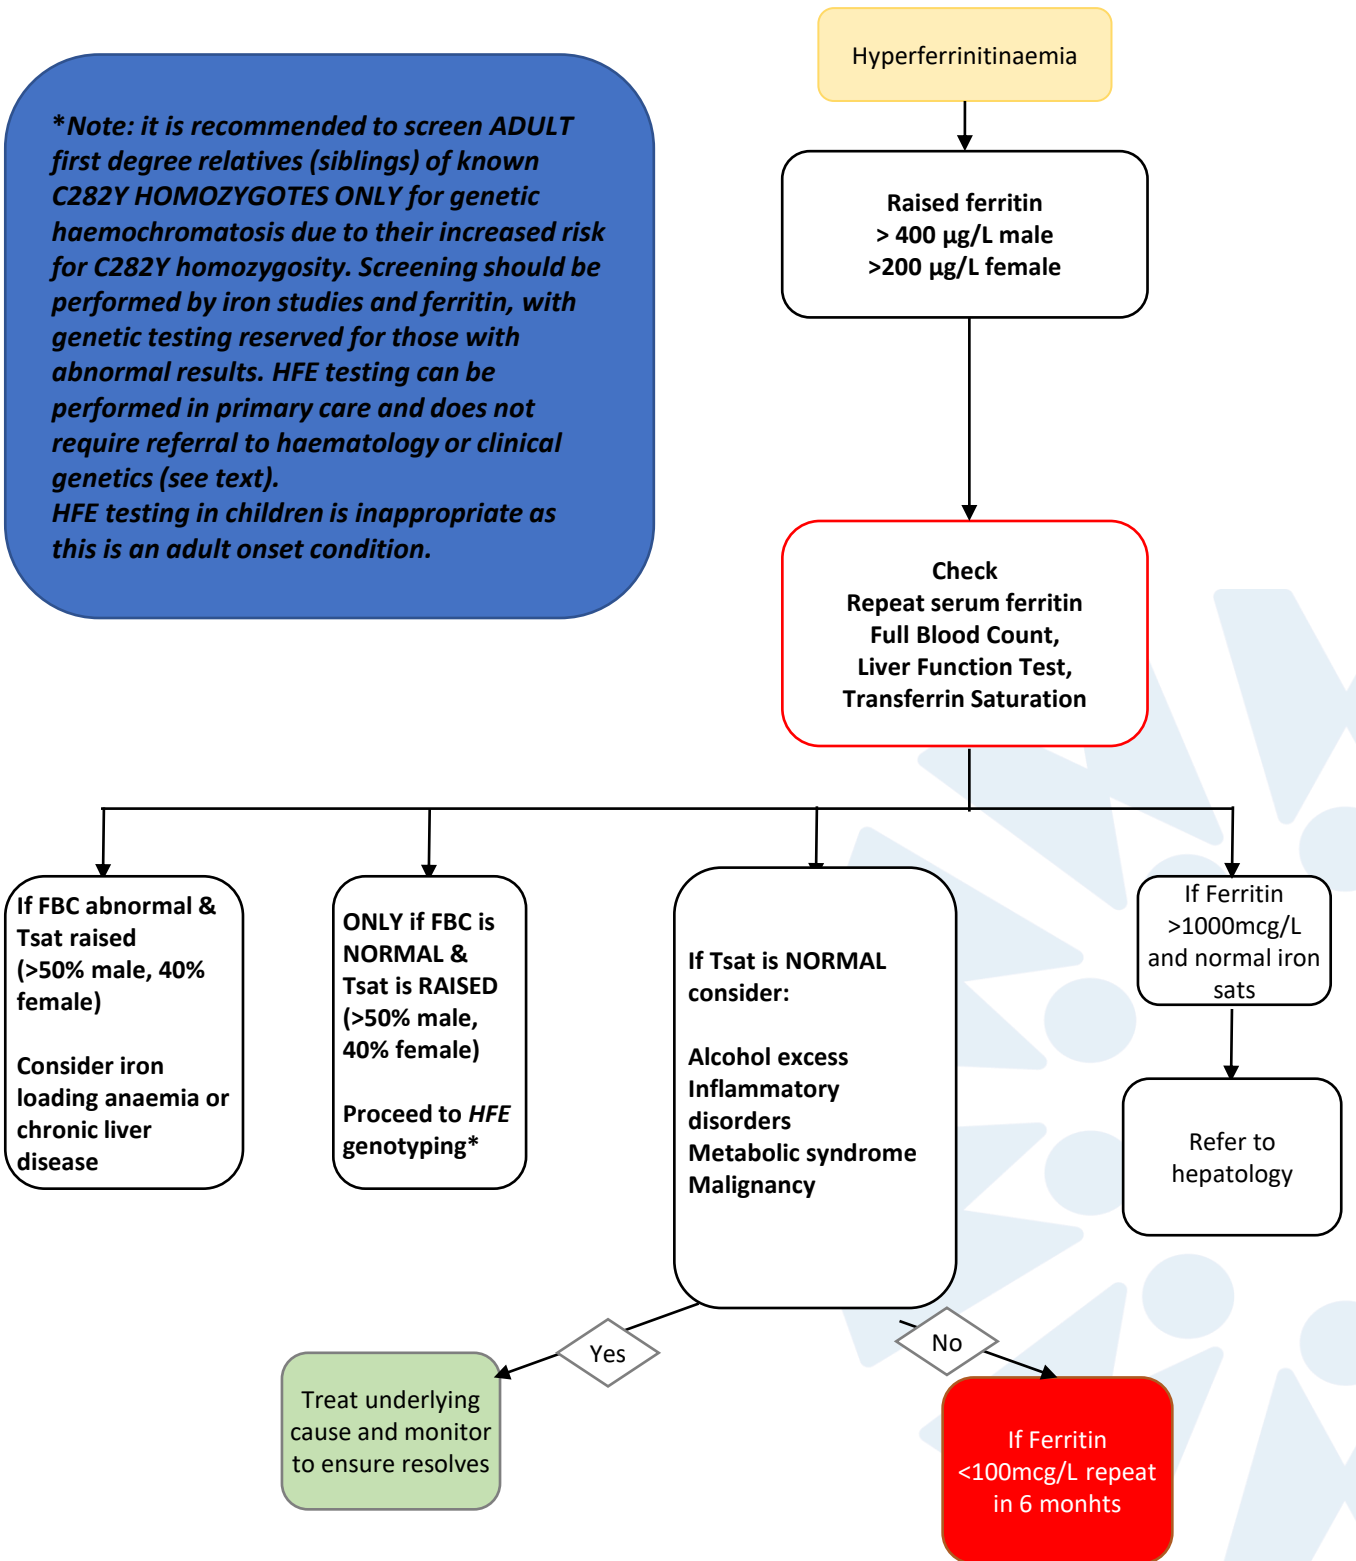 Hyperferrinitinaemia
*Note: it is recommended to screen ADULT
first degree relatives (siblings) of known
C282Y HOMOZYGOTES ONLY for genetic
haemochromatosis due to their increased risk
for C282Y homozygosity. Screening should be
performed by iron studies and ferritin, with
genetic testing reserved for those with
abnormal results. HFE testing can be
performed in primary care and does not
require referral to haematology or clinical
genetics (see text).
HFE testing in children is inappropriate as
this is an adult onset condition.
Raised ferritin
> 400 µg/L male
>200 µg/L female
Check
Repeat serum ferritin
Full Blood Count,
Liver Function Test,
Transferrin Saturation
If FBC abnormal &
Tsat raised
(>50% male, 40%
female)
Consider iron
loading anaemia or
chronic liver
disease
ONLY if FBC is
NORMAL &
Tsat is RAISED
(>50% male,
40% female)
Proceed to HFE
genotyping*
If Tsat is NORMAL
consider:
Alcohol excess
Inflammatory
disorders
Metabolic syndrome
Malignancy
If Ferritin
>1000mcg/L
and normal iron
sats
Refer to
hepatology
Yes
No
Treat underlying
cause and monitor
to ensure resolves
If Ferritin
<100mcg/L repeat
in 6 monhts